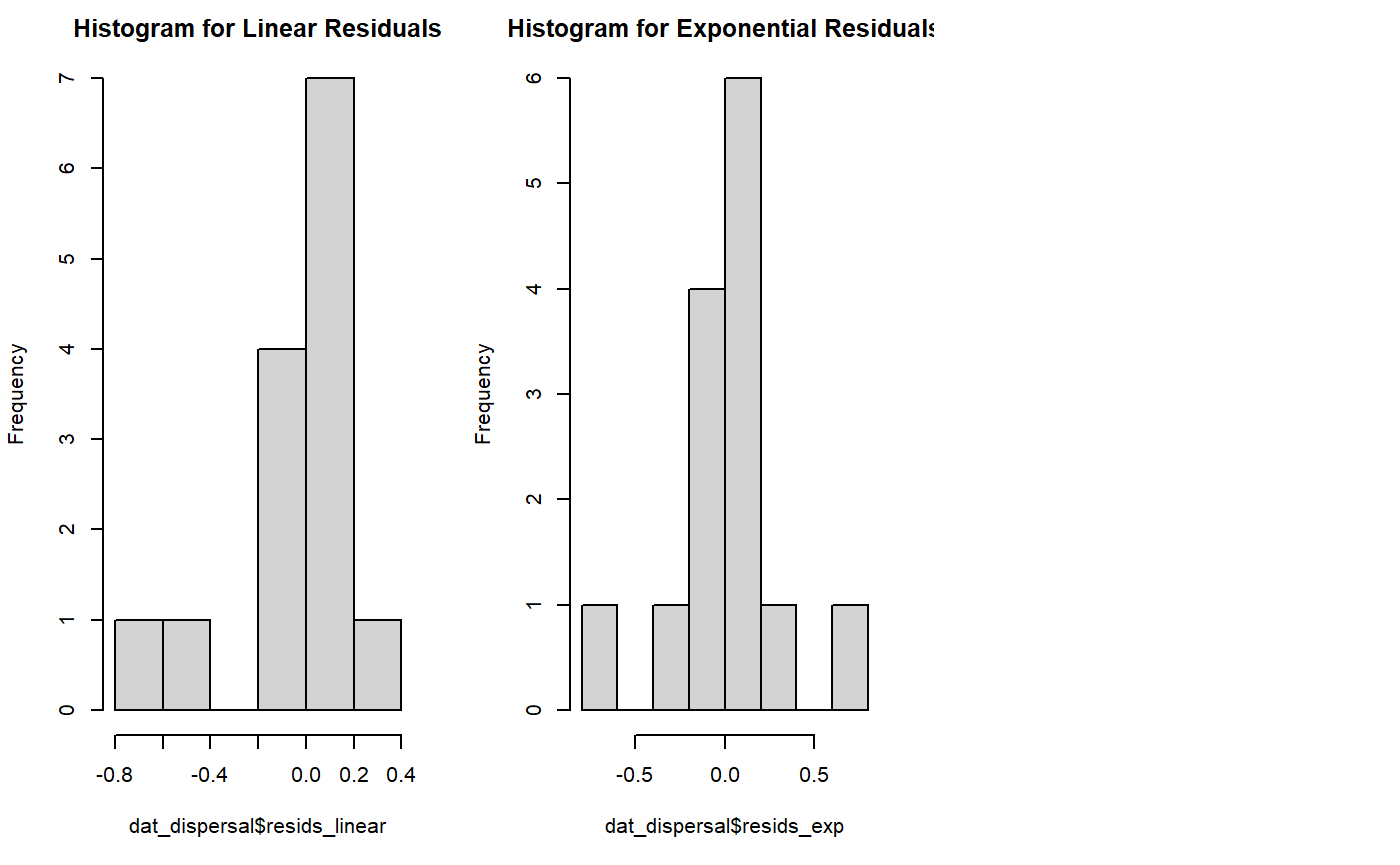 Histogram for Linear Residuals
Frequency
7
6
5
4
3
2
1
0
-0.8 -0.4 0.0 0.2 0.4
dat_dispersal$resids_linear
Histogram for Exponential Residuals
Frequency
6
5
4
3
2
1
0
-0.5 0.0 0.5
dat_dispersal$resids_exp